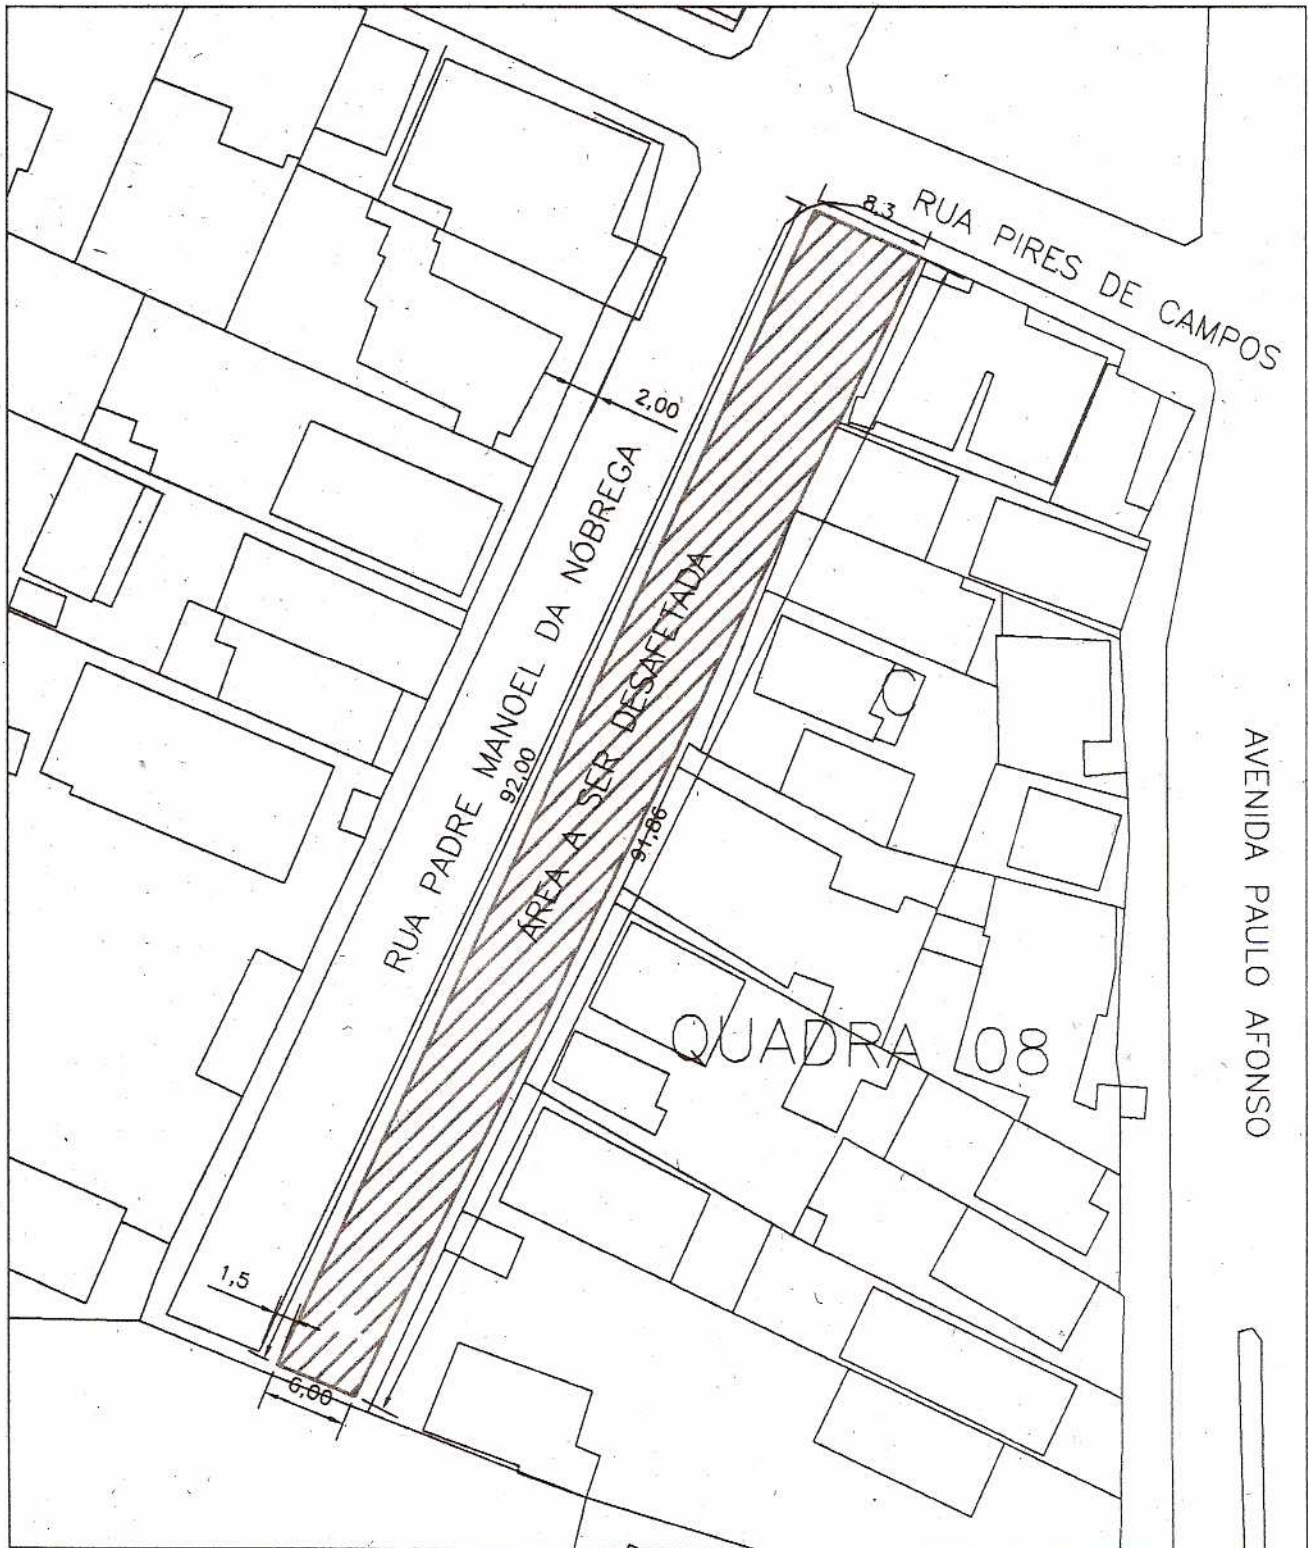 8,3
RUA PIRES DE CAMPOS
2,00
RUA PADRE MANOEL DA NÓBREGA
92,00
ÁREA A SER DESAFETADA
91,86
C
QUADRA 08
AVENIDA PAULO AFONSO
1,5
6,00